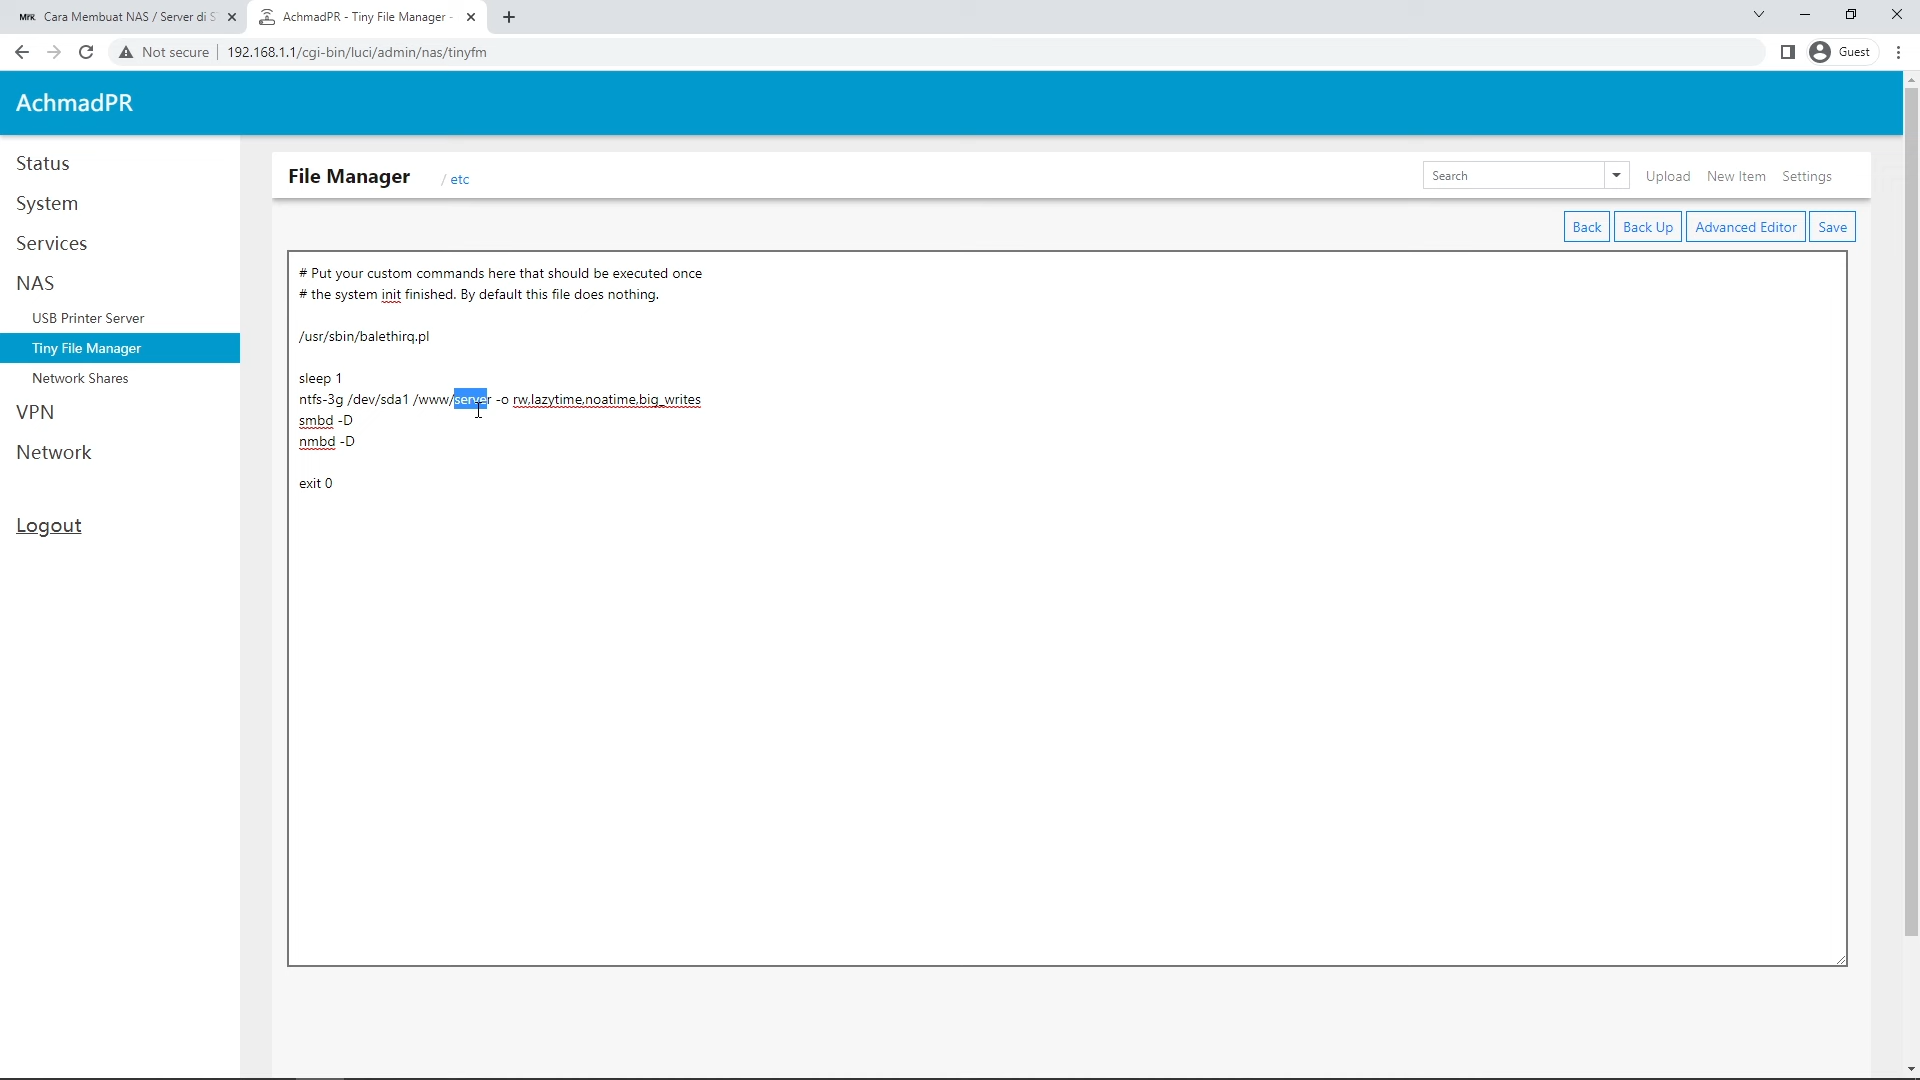 MfK Cara Membuat NAS / Server di S
AchmadPR - Tiny File Manager -
Not secure 192.168.1.1/cgi-bin/luci/admin/nas/tinyfm
Guest
AchmadPR
Status
System
Services
NAS
USB Printer Server
Tiny File Manager
Network Shares
VPN
Network
Logout
File Manager / etc
Search
Upload New Item Settings
Back Back Up Advanced Editor Save
# Put your custom commands here that should be executed once
# the system init finished. By default this file does nothing.
/usr/sbin/balethirq.pl
sleep 1
ntfs-3g /dev/sda1 /www/server -o rw,lazytime,noatime,big_writes
smbd -D
nmbd -D
exit 0